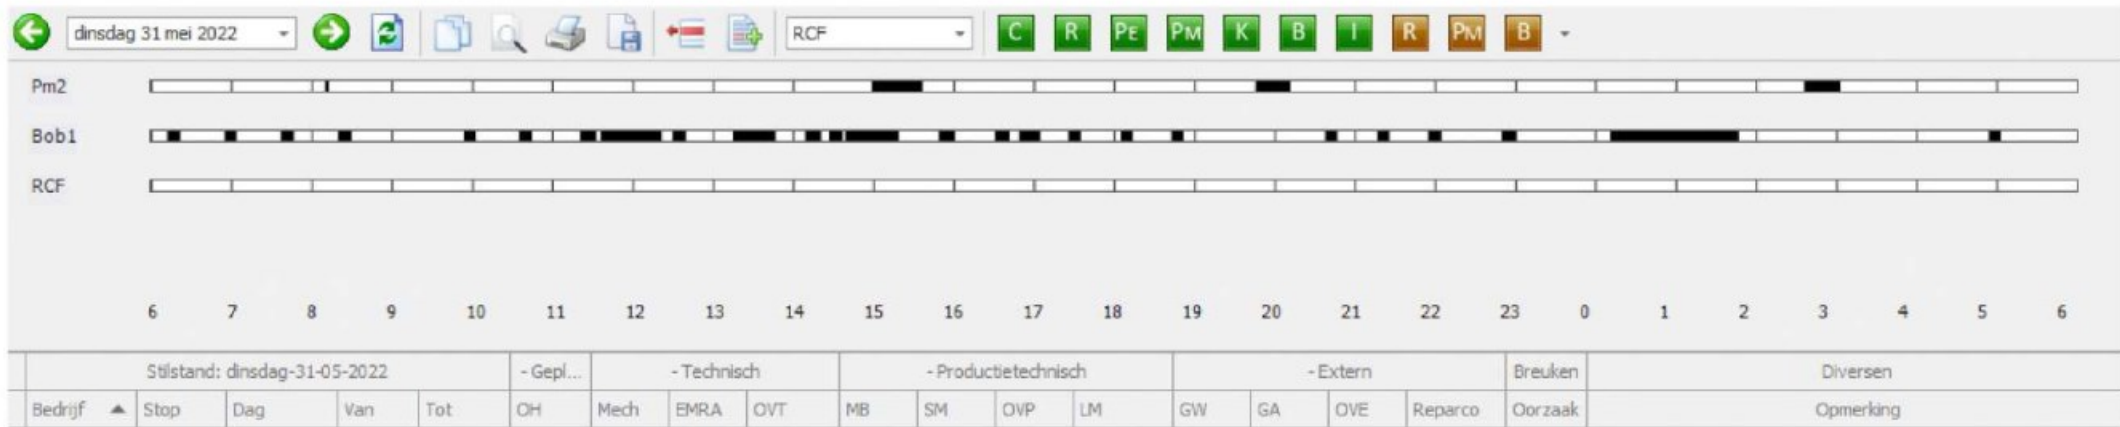 dinsdag 31 mei 2022 RCF C R PE PM K B I R PM B
Pm2
Bob1
RCF
6 7 8 9 10 11 12 13 14 15 16 17 18 19 20 21 22 23 0 1 2 3 4 5 6
Stilstand: dinsdag-31-05-2022 - Gepl... - Technisch - Productietechnisch - Extern Breuken Diversen
Bedrijf Stop Dag Van Tot OH Mech EMRA OVT MB SM OVP LM GW GA OVE Reparco Oorzaak Opmerking